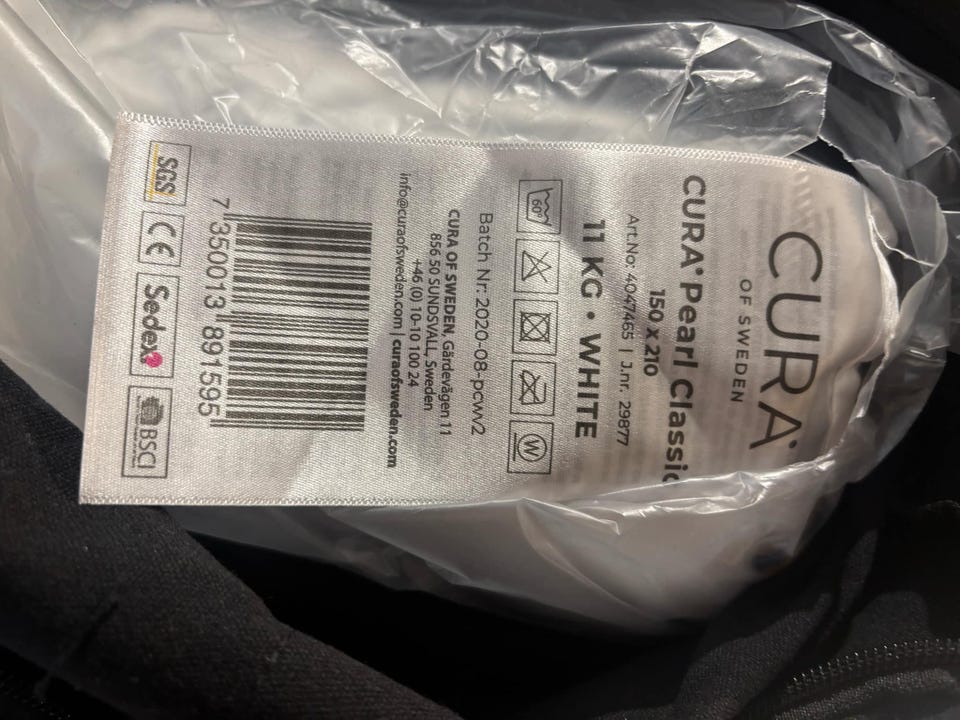 CURA
OF SWEDEN
CURA® Pearl Classic
150 x 210
Art.No: 4047465 | J.nr. 29877
11 KG • WHITE
60°
W
Batch Nr: 2020-08-pcwv2
CURA OF SWEDEN, Gärdevägen 11
856 50 SUNDSVALL, Sweden
+46 (0) 10-10 100 24
info@curaofsweden.com | curaofsweden.com
7 350013 891595
SGS
CE
Sedex
BSCI